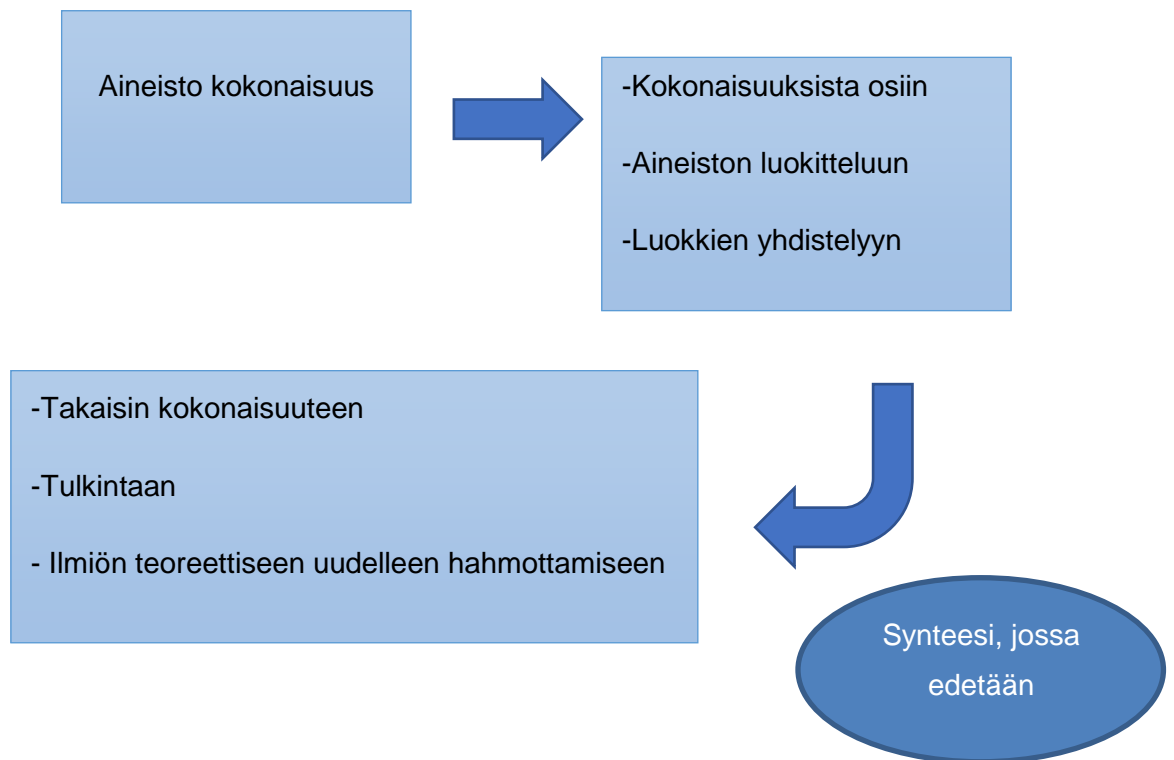 Aineisto kokonaisuus
-Kokonaisuuksista osiin
-Aineiston luokitteluun
-Luokkien yhdistelyyn
-Takaisin kokonaisuuteen
-Tulkintaan
- Ilmiön teoreettiseen uudelleen hahmottamiseen
Synteesi, jossa
edetään